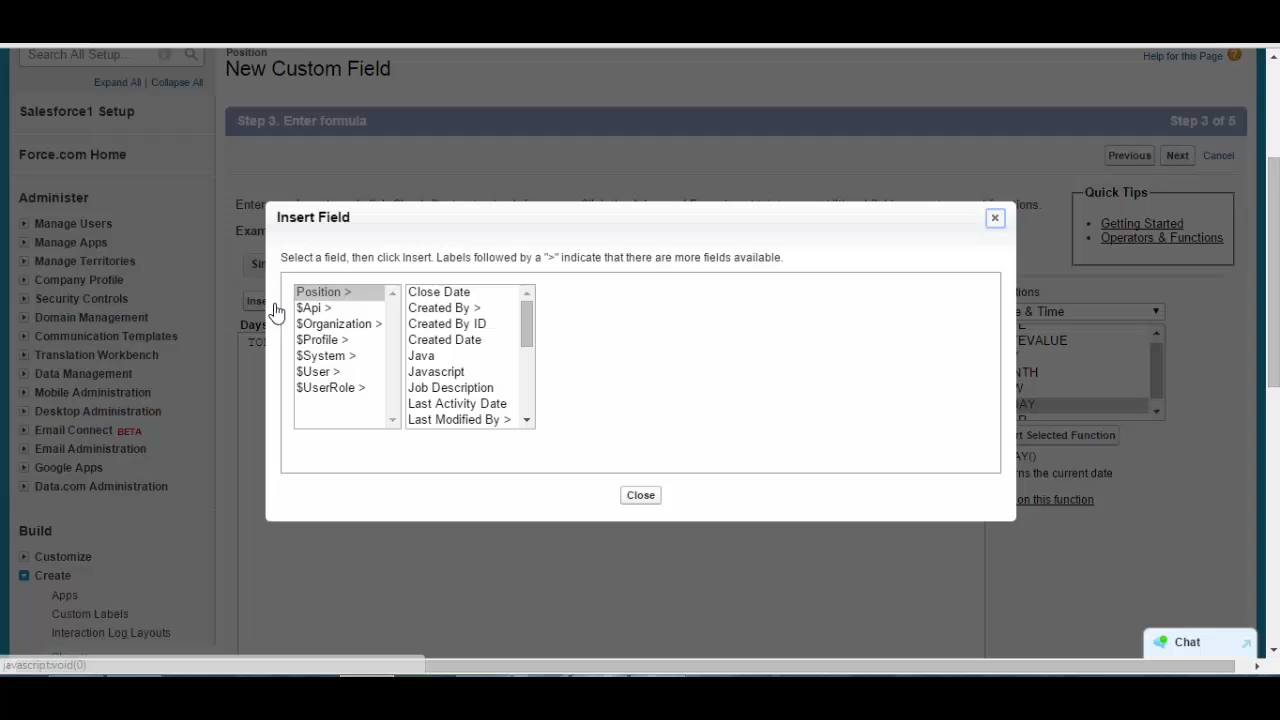 Search All Setup...
Position
New Custom Field
Help for this Page
Expand All | Collapse All
Salesforce1 Setup
Step 3. Enter formula
Step 3 of 5
Force.com Home
Previous
Next
Cancel
Administer
Manage Users
Manage Apps
Manage Territories
Company Profile
Security Controls
Domain Management
Communication Templates
Translation Workbench
Data Management
Mobile Administration
Desktop Administration
Email Connect BETA
Email Administration
Google Apps
Data.com Administration
Build
Customize
Create
Apps
Custom Labels
Interaction Log Layouts
Quick Tips
Getting Started
Operators & Functions
Insert Field
Select a field, then click Insert. Labels followed by a ">" indicate that there are more fields available.
Position >
$Api >
$Organization >
$Profile >
$System >
$User >
$UserRole >
Close Date
Created By >
Created By ID
Created Date
Java
Javascript
Job Description
Last Activity Date
Last Modified By >
Close
e & Time
TEVALUE
NTH
AY
rt Selected Function
AY()
rns the current date
on this function
Chat
javascript:void(0)